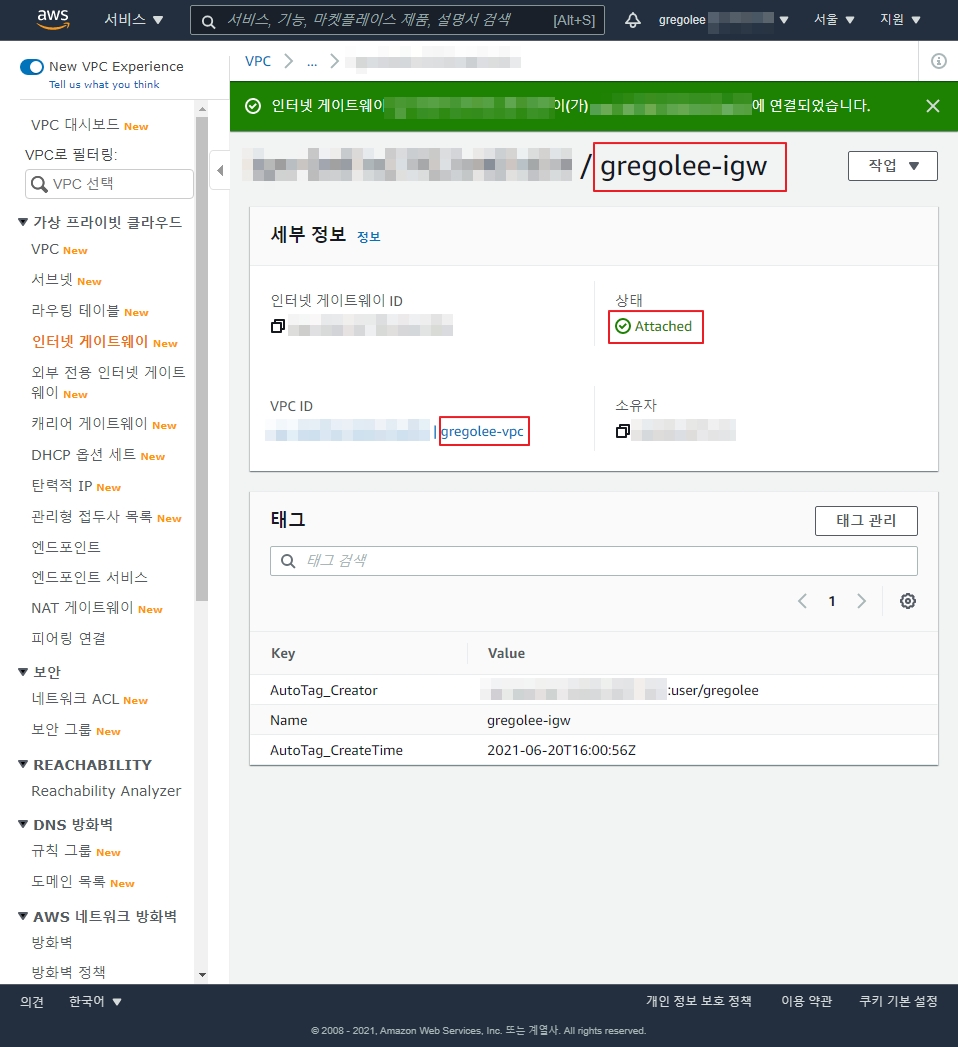 aws 서비스 서비스, 기능, 마켓플레이스 제품, 설명서 검색 [Alt+S] gregolee 서울 지원
New VPC Experience
Tell us what you think
VPC 대시보드 New
VPC로 필터링:
VPC 선택
가상 프라이빗 클라우드
VPC New
서브넷 New
라우팅 테이블 New
인터넷 게이트웨이 New
외부 전용 인터넷 게이트
웨이 New
캐리어 게이트웨이 New
DHCP 옵션 세트 New
탄력적 IP New
관리형 접두사 목록 New
엔드포인트
엔드포인트 서비스
NAT 게이트웨이 New
피어링 연결
보안
네트워크 ACL New
보안 그룹 New
REACHABILITY
Reachability Analyzer
DNS 방화벽
규칙 그룹 New
도메인 목록 New
AWS 네트워크 방화벽
방화벽
방화벽 정책
VPC > ... >
인터넷 게이트웨이 이(가) 에 연결되었습니다.
/ gregolee-igw
작업
세부 정보 정보
인터넷 게이트웨이 ID
상태
Attached
VPC ID
| gregolee-vpc
소유자
태그
태그 관리
태그 검색
1
Key Value
AutoTag_Creator :user/gregolee
Name gregolee-igw
AutoTag_CreateTime 2021-06-20T16:00:56Z
의견 한국어 개인 정보 보호 정책 이용 약관 쿠키 기본 설정
© 2008 - 2021, Amazon Web Services, Inc. 또는 계열사. All rights reserved.